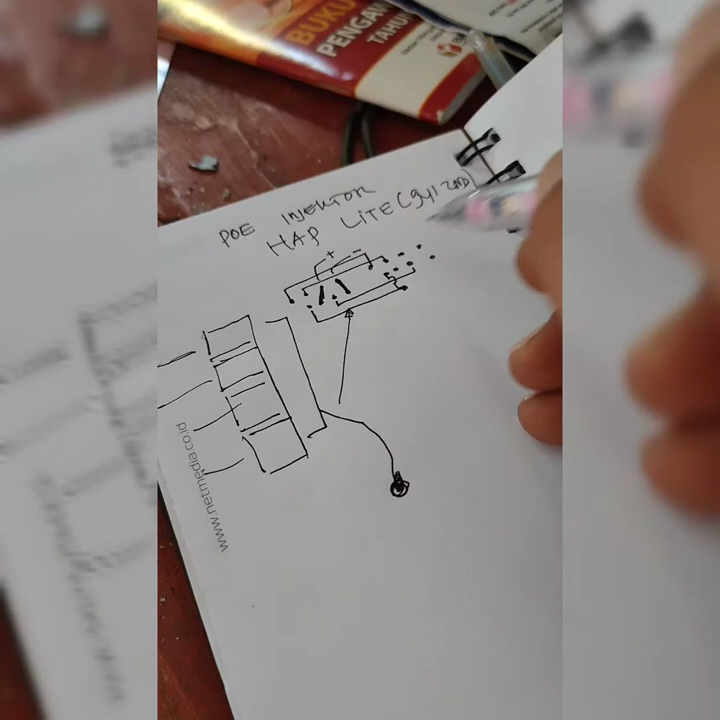 BUKU
PENGAN
TAHU
POE INJEKTOR
HAP LITE (941 2ND)
+ -
www.netmedia.co.id